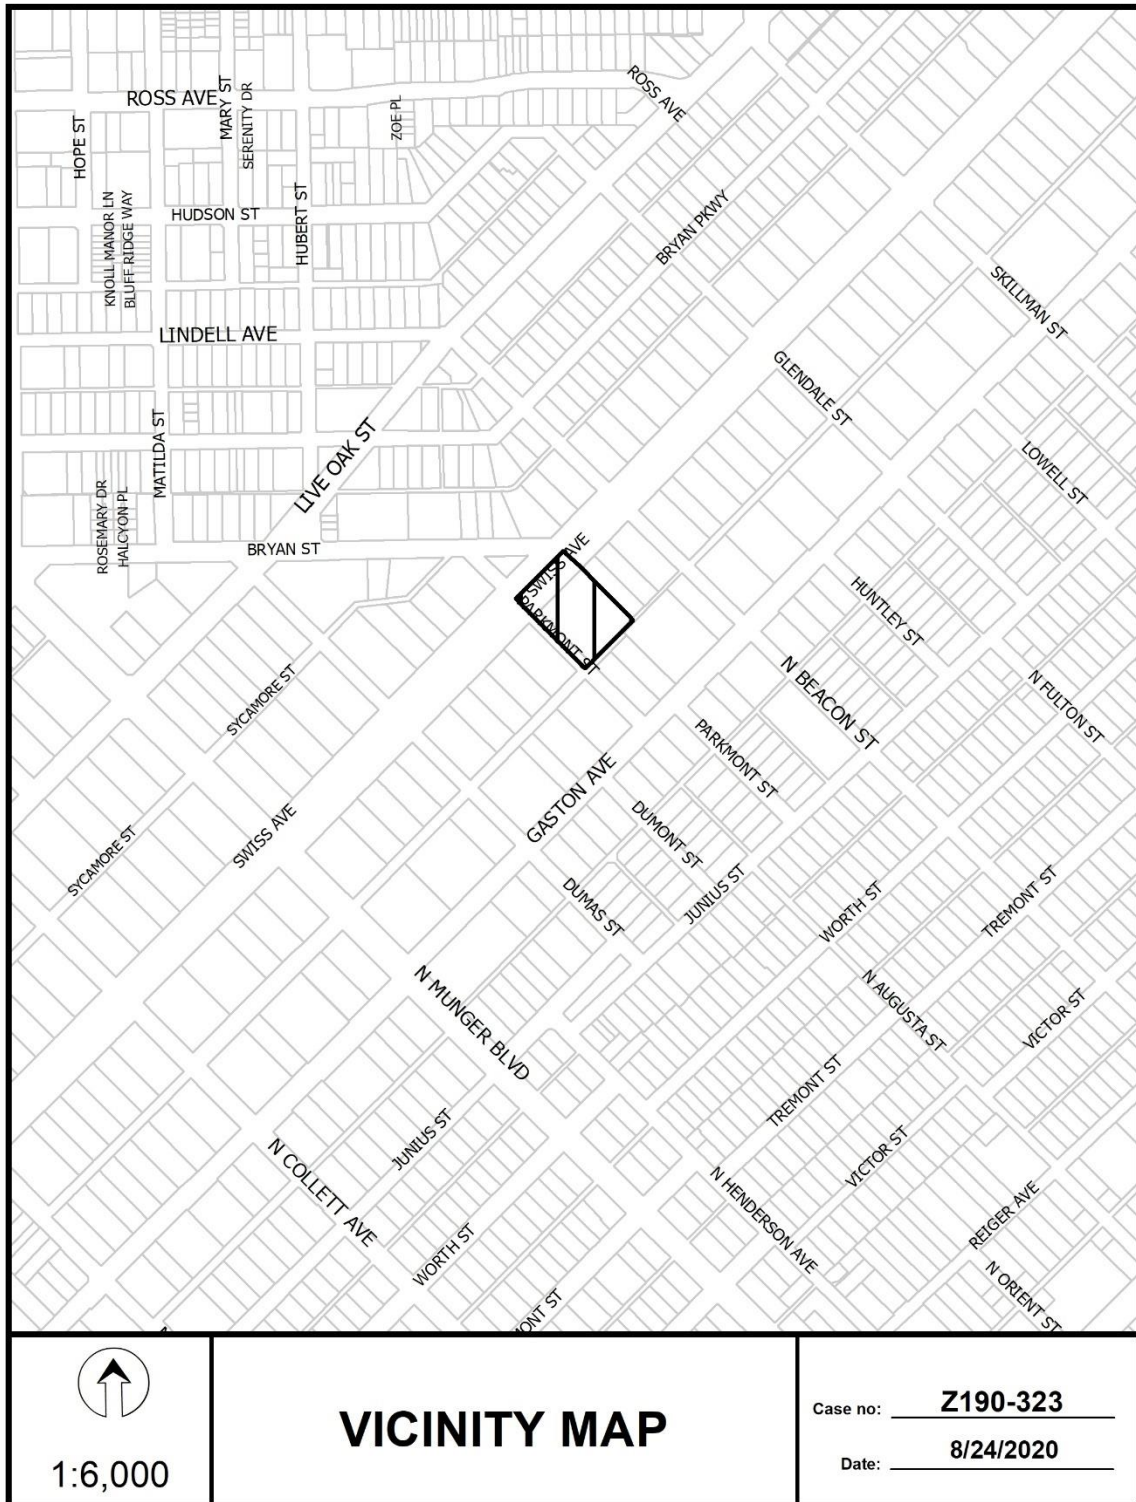 ROSS AVE
ROSS AVE
MARY ST
SERENITY DR
ZOE PL
HOPE ST
HUDSON ST
HUBERT ST
KNOLL MANOR LN
BLUFF RIDGE WAY
BRYAN PKWY
SKILLMAN ST
LINDELL AVE
GLENDALE ST
MATILDA ST
LIVE OAK ST
LOWELL ST
ROSEMARY DR
HALCYON PL
BRYAN ST
SWISS AVE
PARKMONT ST
HUNTLEY ST
SYCAMORE ST
N BEACON ST
N FULTON ST
PARKMONT ST
GASTON AVE
SWISS AVE
SYCAMORE ST
DUMONT ST
DUMAS ST
JUNIUS ST
WORTH ST
TREMONT ST
N MUNGER BLVD
N AUGUSTA ST
VICTOR ST
TREMONT ST
JUNIUS ST
N COLLETT AVE
VICTOR ST
N HENDERSON AVE
REIGER AVE
WORTH ST
N ORIENT ST
MONT ST
1:6,000
VICINITY MAP
Case no: Z190-323
Date: 8/24/2020